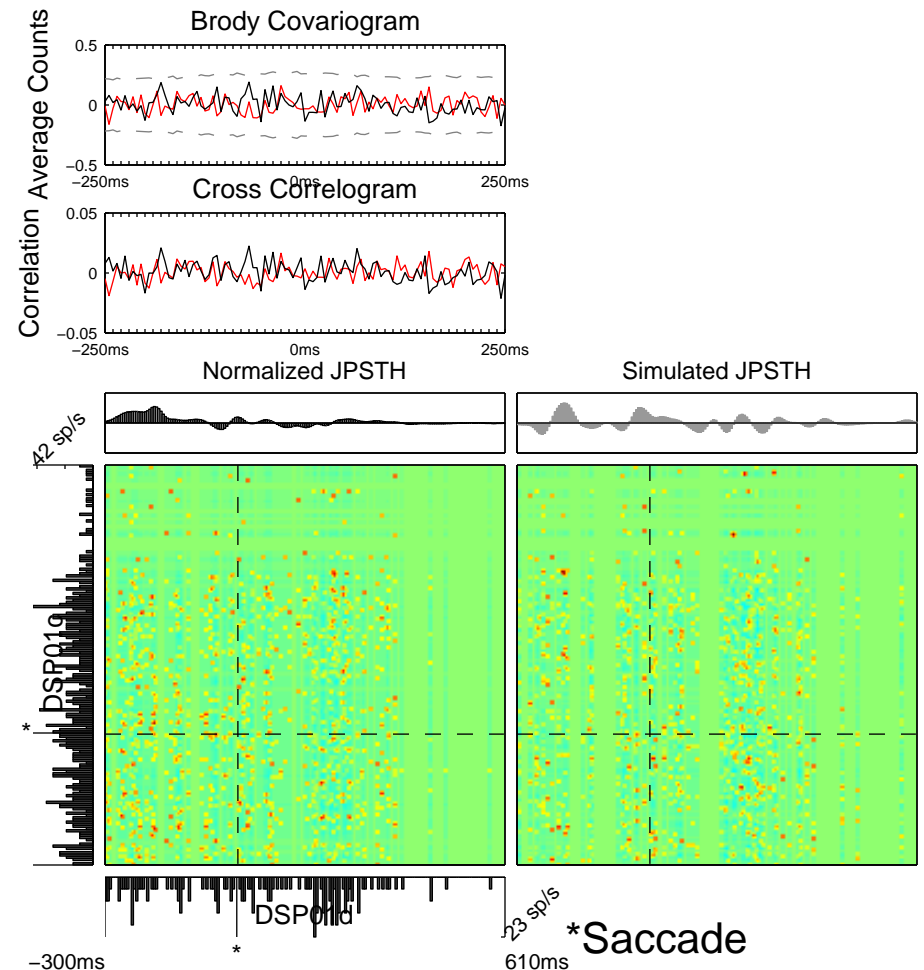 Brody Covariogram
Average Counts
0.5
0
−0.5
−250ms
0ms
250ms
Cross Correlogram
Correlation
0.05
0
−0.05
−250ms
0ms
250ms
Normalized JPSTH
Simulated JPSTH
42 sp/s
*
DSP01d
*
23 sp/s
*Saccade
−300ms
610ms